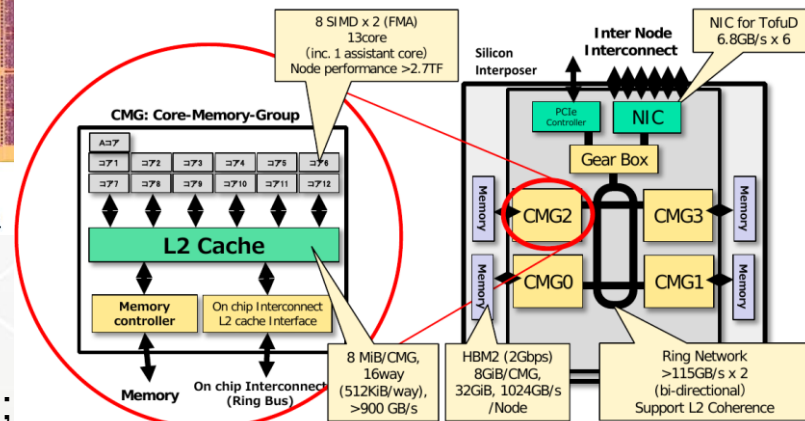 8 SIMD x 2 (FMA)
13core
(inc. 1 assistant core)
Node performance >2.7TF
CMG: Core-Memory-Group
Aコア
コア1 コア2 コア3 コア4 コア5 コア6
コア7 コア8 コア9 コア10 コア11 コア12
L2 Cache
Memory
controller
On chip Interconnect
L2 cache Interface
Memory
On chip Interconnect
(Ring Bus)
8 MiB/CMG,
16way
(512KiB/way),
>900 GB/s
Silicon
Interposer
Inter Node
Interconnect
NIC for TofuD
6.8GB/s x 6
PCIe
Controller
NIC
Gear Box
Memory
CMG2
CMG3
Memory
Memory
CMG0
CMG1
Memory
HBM2 (2Gbps)
8GiB/CMG,
32GiB, 1024GB/s
/Node
Ring Network
>115GB/s x 2
(bi-directional)
Support L2 Coherence
;